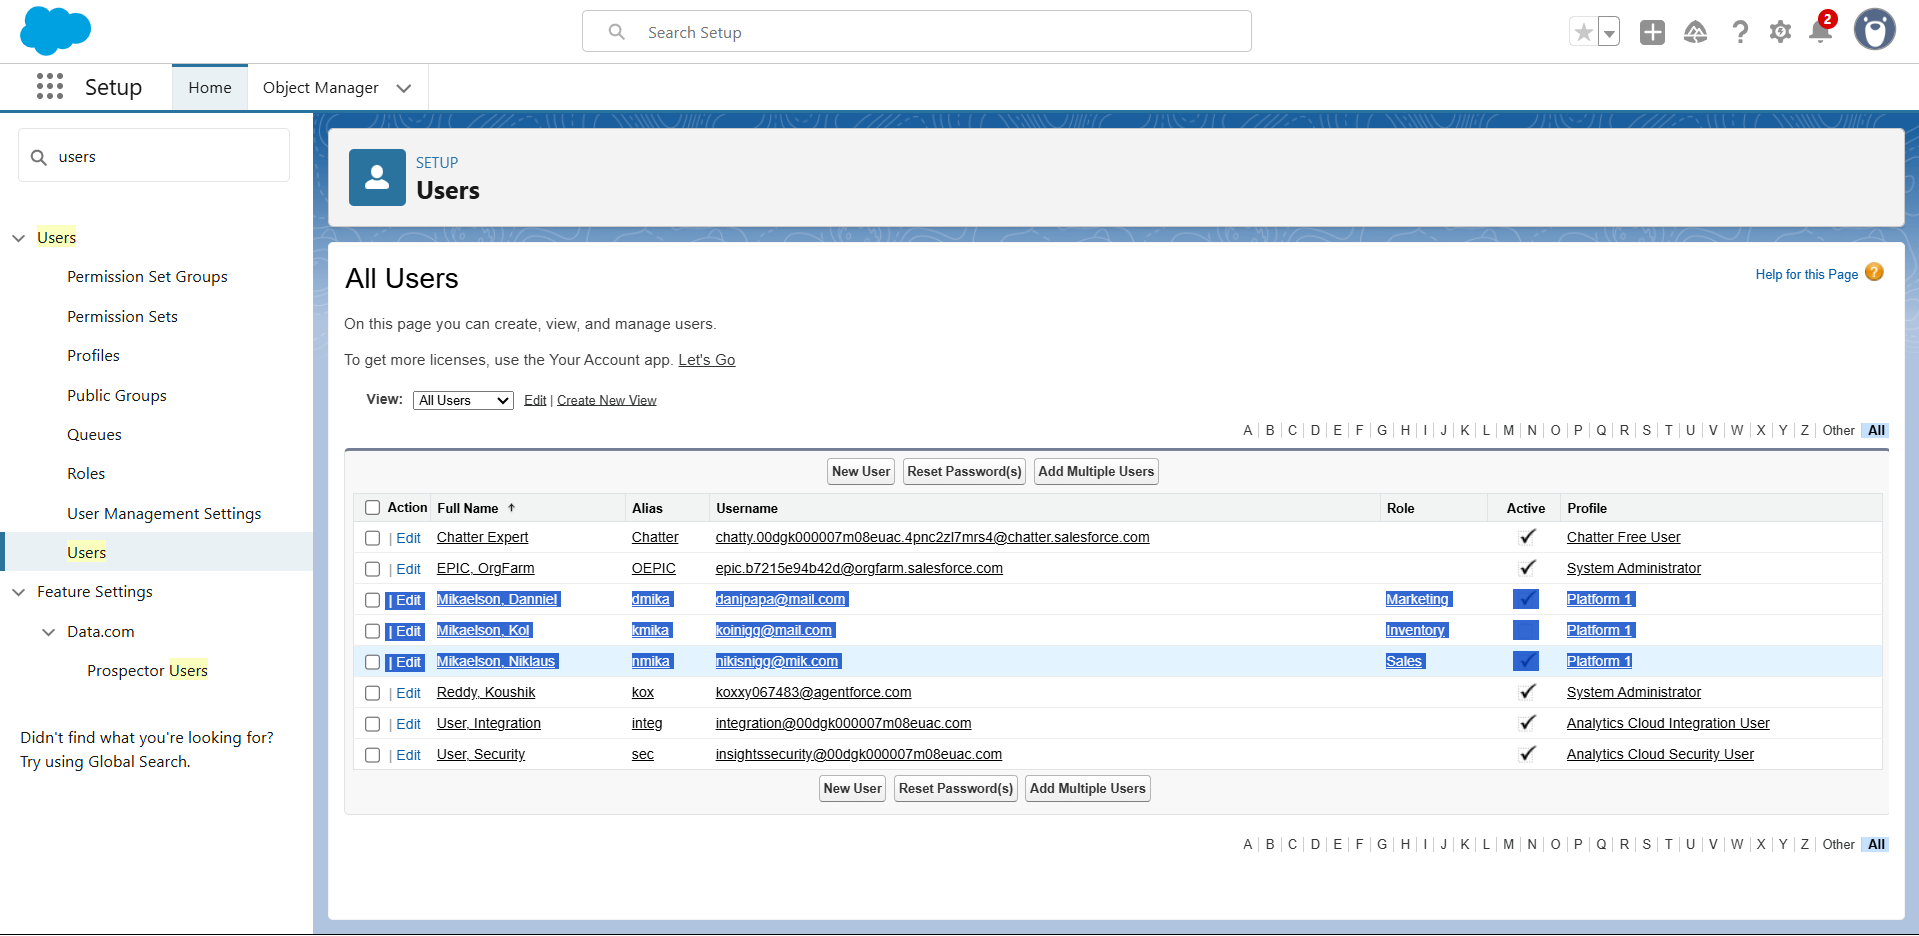 Search Setup
2
Setup
Home
Object Manager
users
Users
Permission Set Groups
Permission Sets
Profiles
Public Groups
Queues
Roles
User Management Settings
Users
Feature Settings
Data.com
Prospector Users
Didn't find what you're looking for?
Try using Global Search.
SETUP
Users
All Users
Help for this Page ?
On this page you can create, view, and manage users.
To get more licenses, use the Your Account app. Let's Go
View: All Users Edit | Create New View
A | B | C | D | E | F | G | H | I | J | K | L | M | N | O | P | Q | R | S | T | U | V | W | X | Y | Z | Other All
New User Reset Password(s) Add Multiple Users
Action Full Name ↑ Alias Username Role Active Profile
| Edit Chatter Expert Chatter chatty.00dgk000007m08euac.4pnc2zl7mrs4@chatter.salesforce.com ✓ Chatter Free User
| Edit EPIC, OrgFarm OEPIC epic.b7215e94b42d@orgfarm.salesforce.com ✓ System Administrator
| Edit Mikaelson, Danniel dmika danipapa@mail.com Marketing ✓ Platform 1
| Edit Mikaelson, Kol kmika koinigg@mail.com Inventory Platform 1
| Edit Mikaelson, Niklaus nmika nikisnigg@mik.com Sales ✓ Platform 1
| Edit Reddy, Koushik kox koxxy067483@agentforce.com ✓ System Administrator
| Edit User, Integration integ integration@00dgk000007m08euac.com ✓ Analytics Cloud Integration User
| Edit User, Security sec insightssecurity@00dgk000007m08euac.com ✓ Analytics Cloud Security User
New User Reset Password(s) Add Multiple Users
A | B | C | D | E | F | G | H | I | J | K | L | M | N | O | P | Q | R | S | T | U | V | W | X | Y | Z | Other All